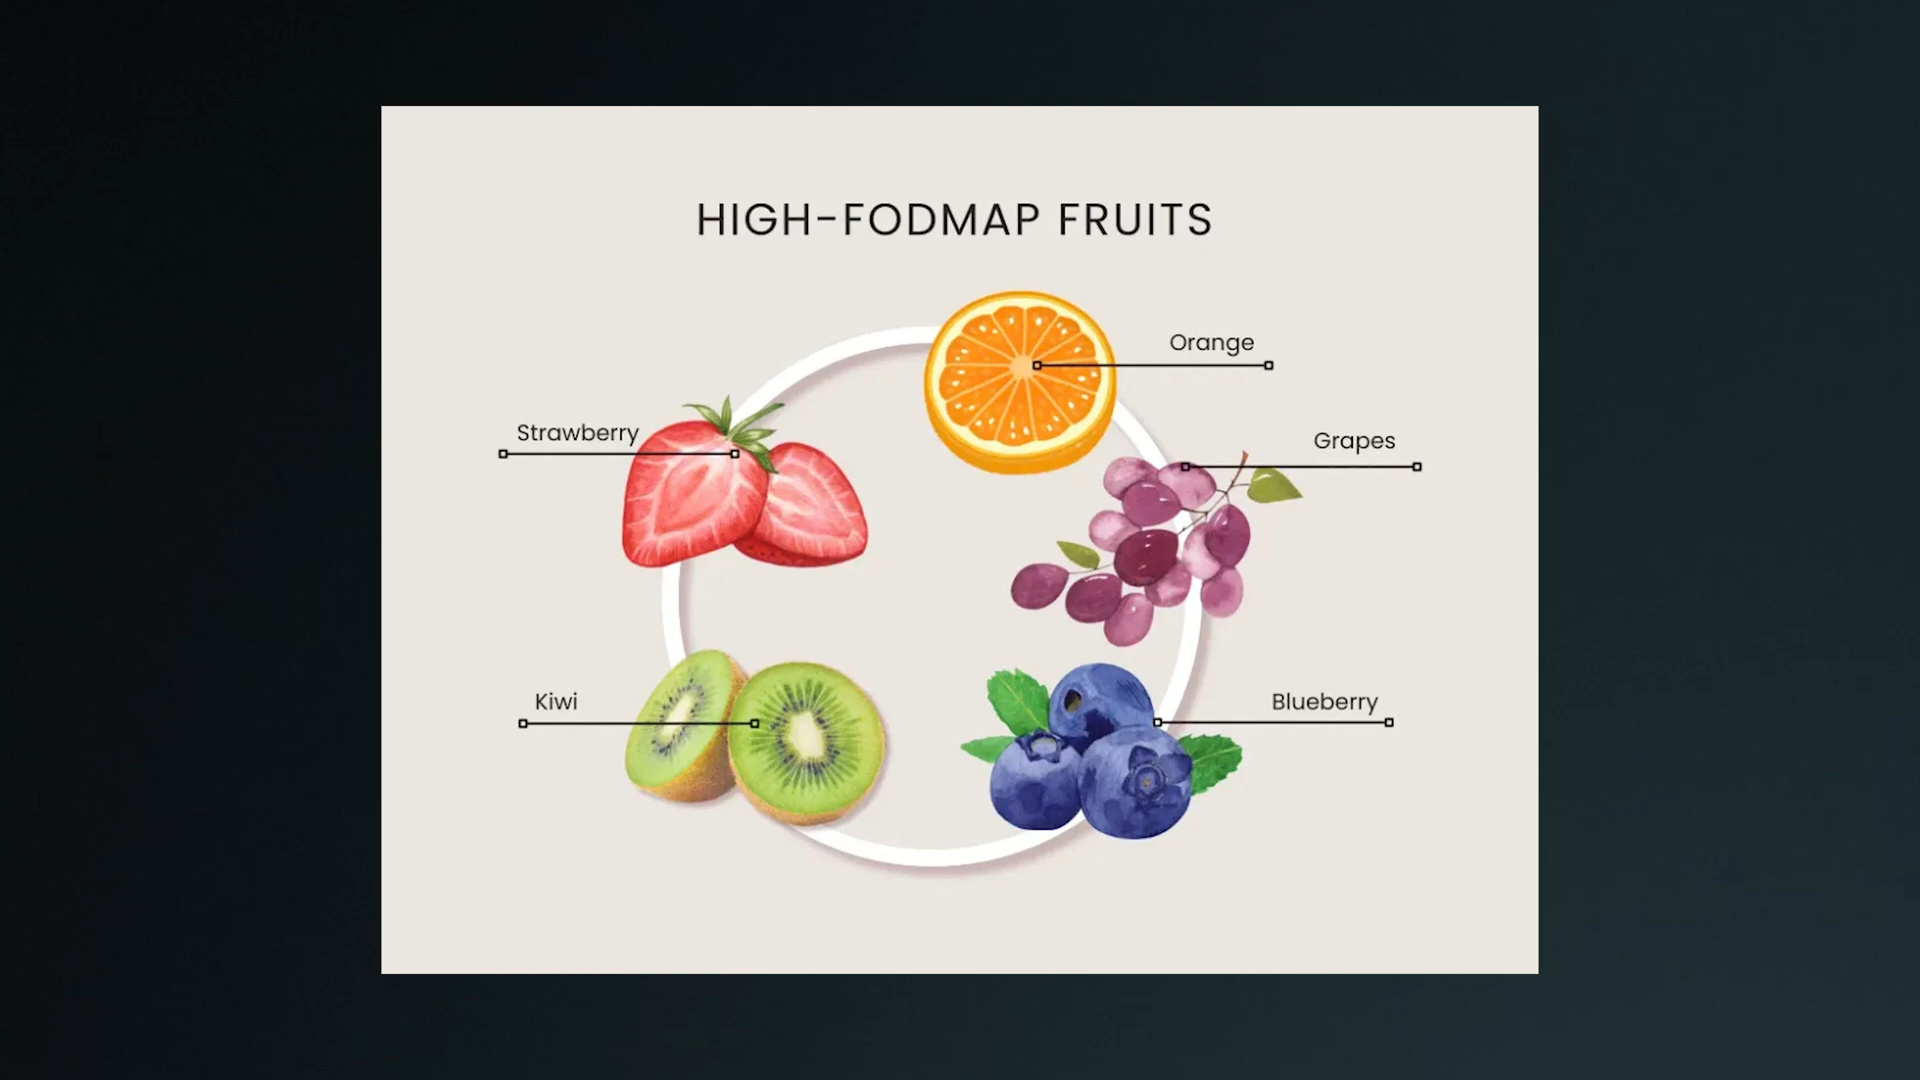 HIGH-FODMAP FRUITS
Orange
Strawberry
Grapes
Kiwi
Blueberry